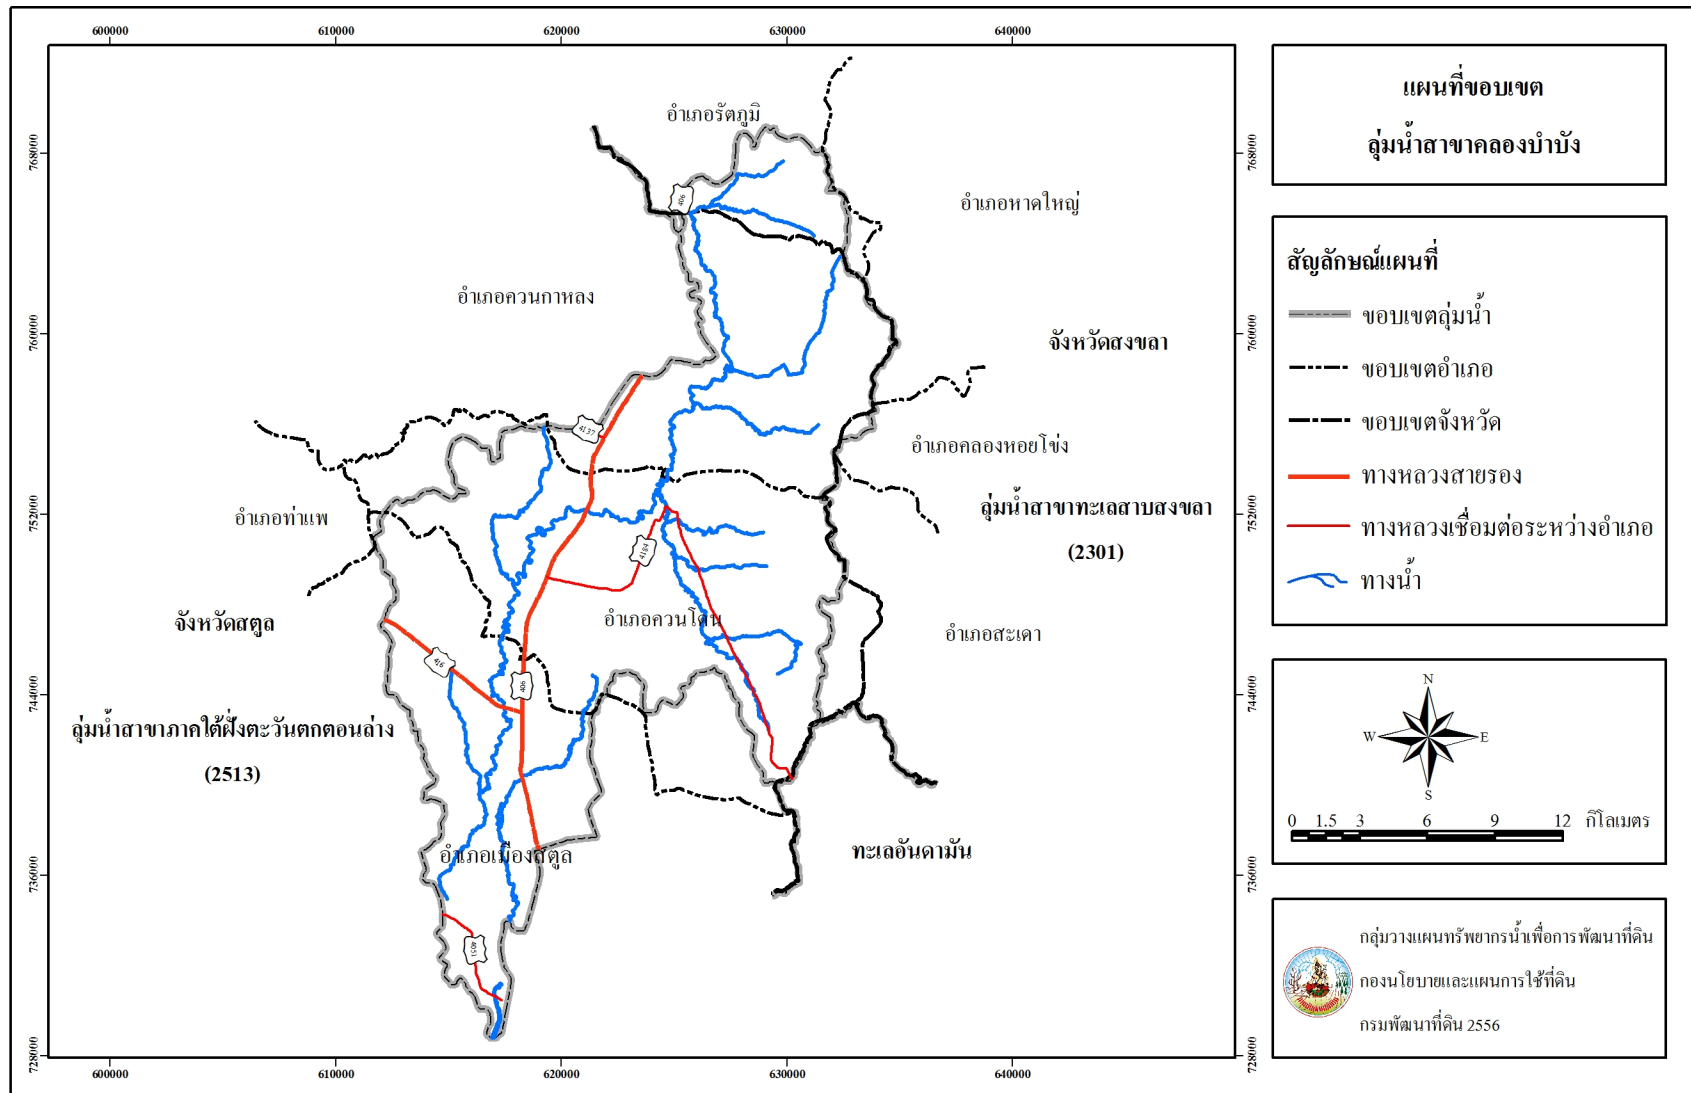 600000
610000
620000
630000
640000
แผนที่ขอบเขต
ลุ่มน้ำสาขาคลองบำบัง
768000
760000
752000
744000
736000
728000
768000
760000
752000
744000
736000
728000
อำเภอรัตภูมิ
406
อำเภอหาดใหญ่
อำเภอควนกาหลง
จังหวัดสงขลา
4137
อำเภอคลองหอยโข่ง
อำเภอท่าแพ
ลุ่มน้ำสาขาทะเลสาบสงขลา
(2301)
4184
จังหวัดสตูล
อำเภอควนโดน
อำเภอสะเดา
416
406
ลุ่มน้ำสาขาภาคใต้ฝั่งตะวันตกตอนล่าง
(2513)
อำเภอเมืองสตูล
ทะเลอันดามัน
4051
600000
610000
620000
630000
640000
สัญลักษณ์แผนที่
ขอบเขตลุ่มน้ำ
ขอบเขตอำเภอ
ขอบเขตจังหวัด
ทางหลวงสายรอง
ทางหลวงเชื่อมต่อระหว่างอำเภอ
ทางน้ำ
N
W
E
S
0 1.5 3 6 9 12 กิโลเมตร
กลุ่มวางแผนทรัพยากรน้ำเพื่อการพัฒนาที่ดิน
กองนโยบายและแผนการใช้ที่ดิน
กรมพัฒนาที่ดิน 2556